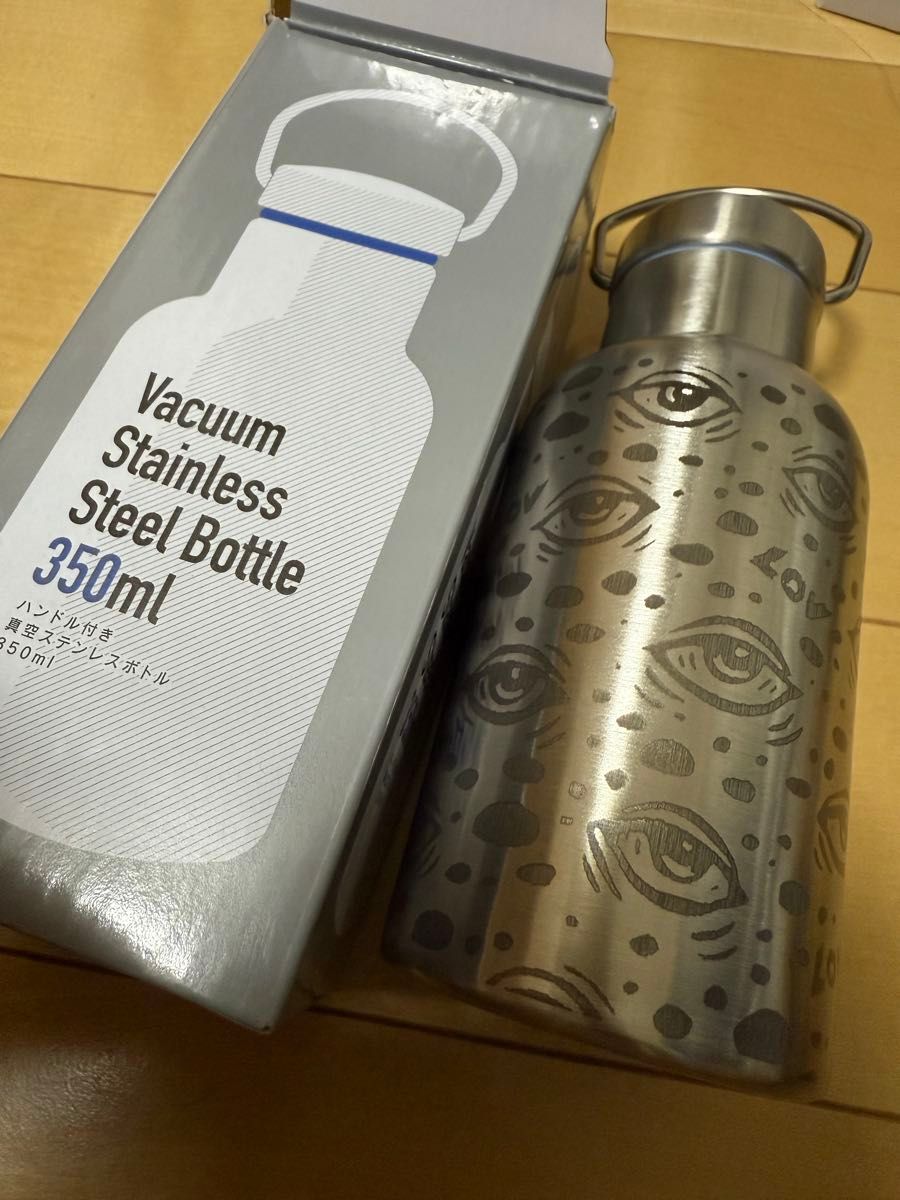 Vacuum
Stainless
Steel Bottle
350ml
ハンドル付き
真空ステンレスボトル
350ml
LOV